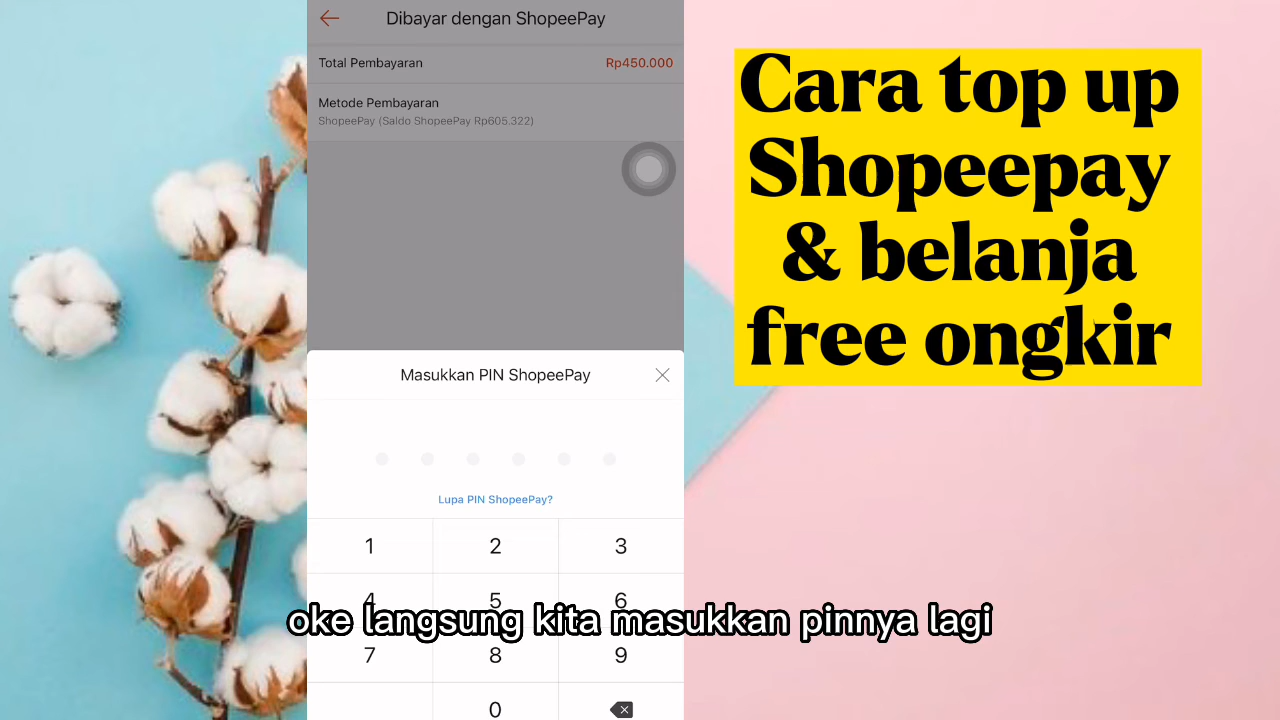 Dibayar dengan ShopeePay
Total Pembayaran Rp450.000
Metode Pembayaran
ShopeePay (Saldo ShopeePay Rp605.322)
Masukkan PIN ShopeePay
Lupa PIN ShopeePay?
1 2 3
4 5 6
oke langsung kita masukkan pinnya lagi
7 8 9
0
Cara top up
Shopeepay
& belanja
free ongkir